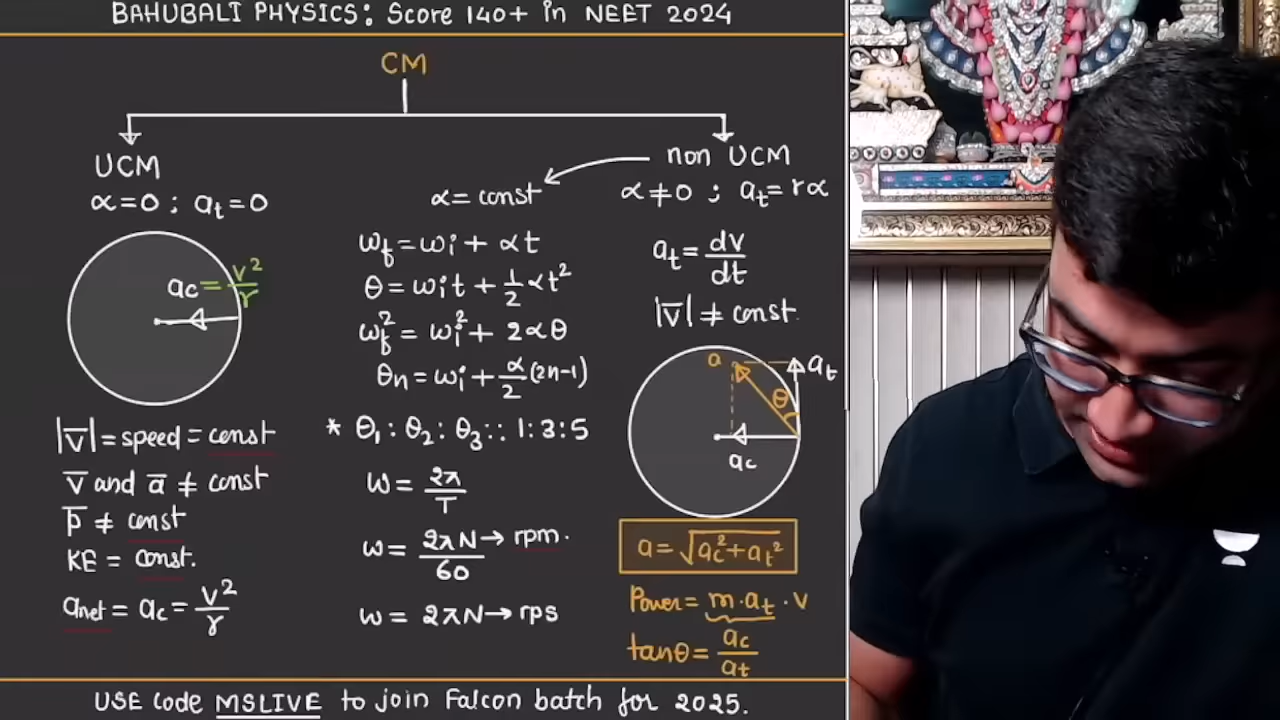 BAHUBALI PHYSICS: Score 140+ in NEET 2024
CM
UCM
α=0 ; at=0
ac = v²/r
|v̅| = speed = const
v̅ and a̅ ≠ const
p̅ ≠ const
KE = const.
anet = ac = v²/r
α = const
ωf = ωi + αt
θ = ωit + 1/2 αt²
ωf² = ωi² + 2αθ
θn = ωi + α/2 (2n-1)
* θ1 : θ2 : θ3 :: 1:3:5
ω = 2π/T
ω = 2πN/60 → rpm.
ω = 2πN → rps
non UCM
α ≠ 0 ; at = rα
at = dv/dt
|v̅| ≠ const.
a
at
θ
ac
a = √ac² + at²
Power = m·at·v
tanθ = ac/at
USE Code MSLIVE to join Falcon batch for 2025.